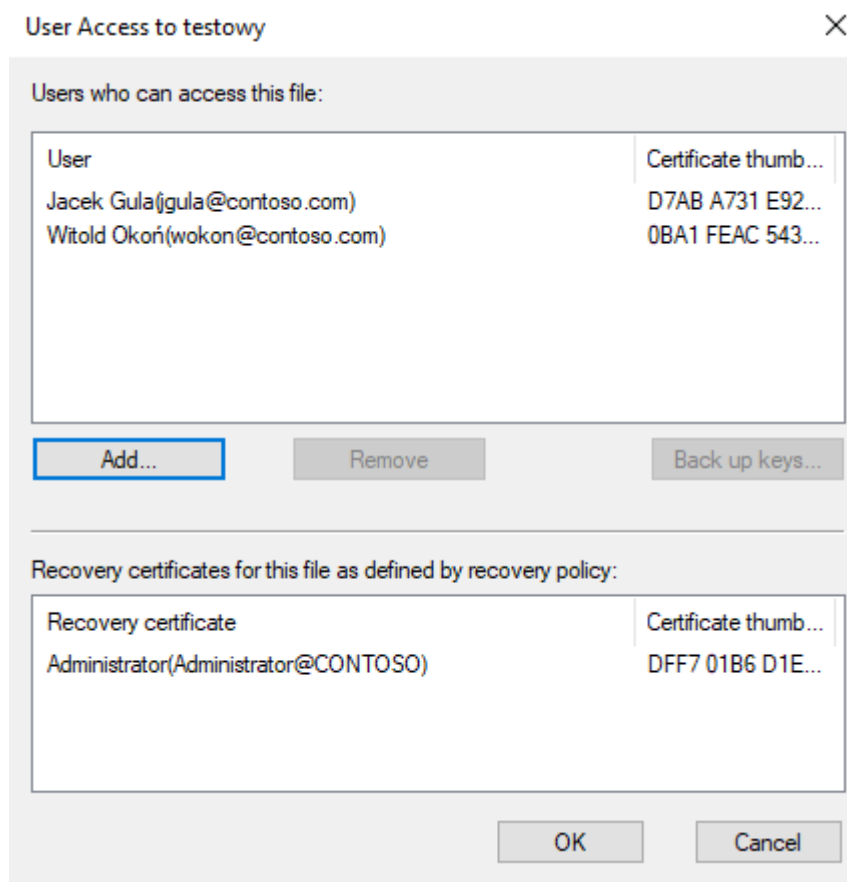 User Access to testowy
Users who can access this file:
User Certificate thumb...
Jacek Gula(jgula@contoso.com) D7AB A731 E92...
Witold Okoń(wokon@contoso.com) 0BA1 FEAC 543...
Add... Remove Back up keys...
Recovery certificates for this file as defined by recovery policy:
Recovery certificate Certificate thumb...
Administrator(Administrator@CONTOSO) DFF7 01B6 D1E...
OK Cancel